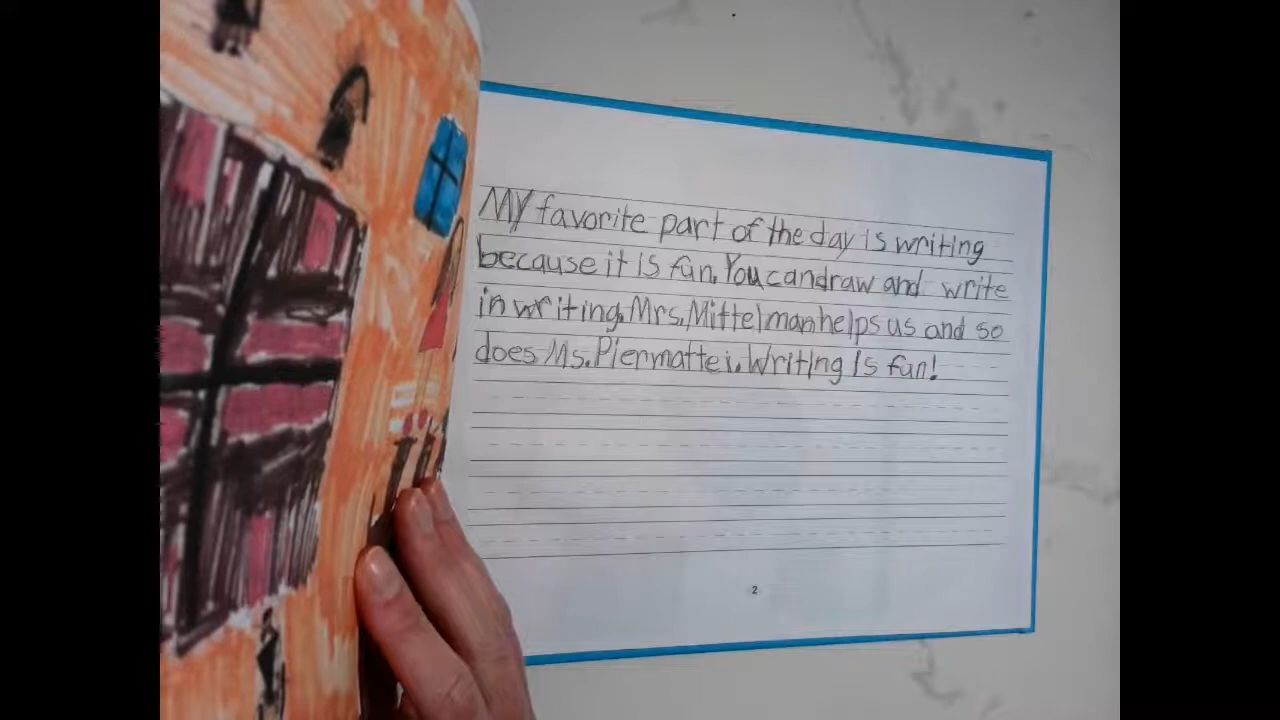 My favorite part of the day is writing
because it is fun. You can draw and write
in writing. Mrs. Mittelman helps us and so
does Ms. Piermattei. Writing is fun!
2